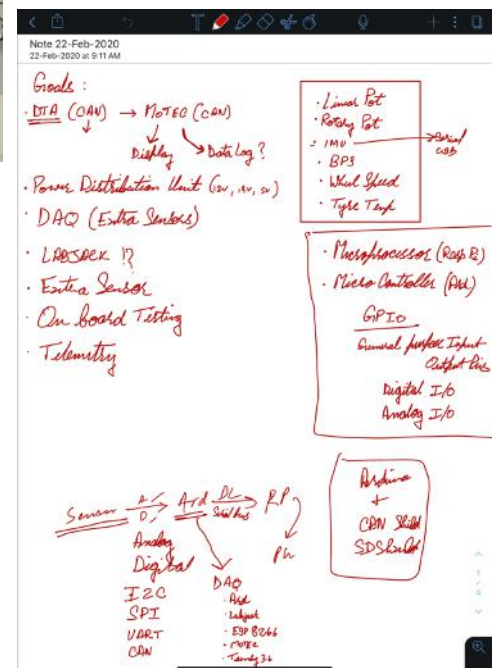 Note 22-Feb-2020
22-Feb-2020 at 9:11 AM
Goals :
· DTA (CAN) → MoTEC (CAN)
Display
Data Log ?
· Power Distribution Unit (12v, 14v, 5v)
· DAQ (Extra Sensors)
· LABJACK !?
· Extra Sensor
· On board Testing
· Telemetry
· Linear Pot
· Rotary Pot
· IMU → Serial
USB
· BPS
· Wheel Speed
· Tyre Temp
· Microprocessor (Rasp Pi)
· Micro Controller (Ard)
GPIO
General purpose Input
Output Pins
Digital I/O
Analog I/O
Arduino
+
CAN Shield
SD Shield
Sensor A/ D/ → Ard → RP
Serial Bus
Analog
Digital
I2C
SPI
UART
CAN
DAQ
· Ard
· Labjack
· ESP 8266
· MOTEC
· Teensy 3.6